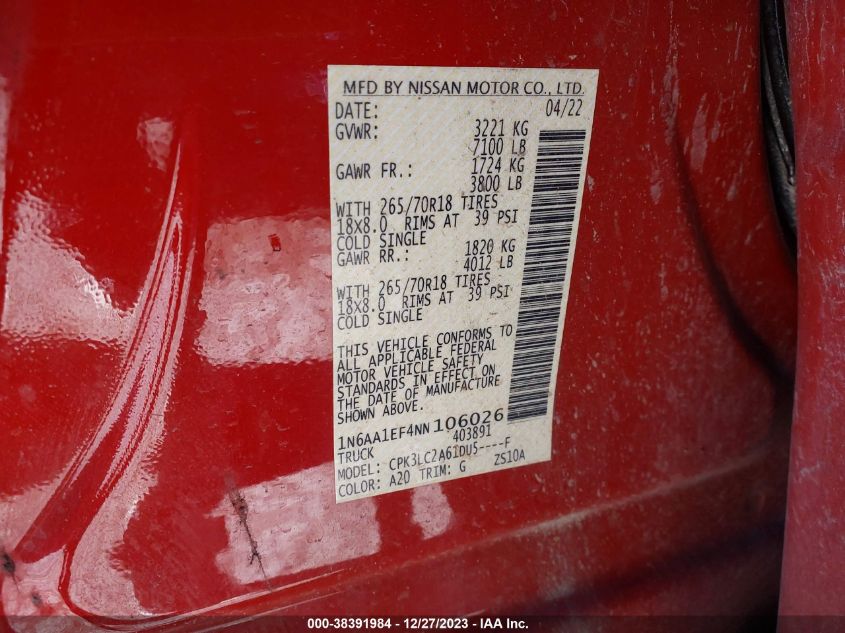 MFD BY NISSAN MOTOR CO., LTD.
DATE: 04/22
GVWR: 3221 KG
7100 LB
GAWR FR.: 1724 KG
3800 LB
WITH 265/70R18 TIRES
18X8.0 RIMS AT 39 PSI
COLD SINGLE
GAWR RR.: 1820 KG
4012 LB
WITH 265/70R18 TIRES
18X8.0 RIMS AT 39 PSI
COLD SINGLE
THIS VEHICLE CONFORMS TO
ALL APPLICABLE FEDERAL
MOTOR VEHICLE SAFETY
STANDARDS IN EFFECT ON
THE DATE OF MANUFACTURE
SHOWN ABOVE.
1N6AA1EF4NN 106026
TRUCK 403891
MODEL: CPK3LC2A61DU5----F
COLOR: A20 TRIM: G ZS10A
000-38391984 - 12/27/2023 - IAA Inc.